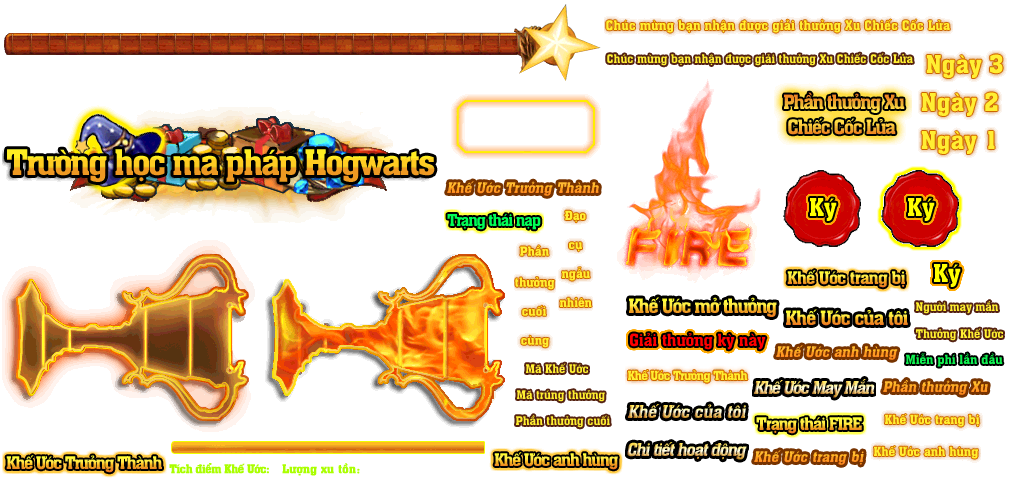 Chúc mừng bạn nhận được giải thưởng Xu Chiếc Cốc Lửa
Chúc mừng bạn nhận được giải thưởng Xu Chiếc Cốc Lửa
Ngày 3
Phần thưởng Xu
Chiếc Cốc Lửa
Ngày 2
Ngày 1
Trường học ma pháp Hogwarts
Khế Ước Trưởng Thành
Trạng thái nạp
Đạo
cụ
ngẫu
nhiên
Phần
thưởng
cuối
cùng
FIRE
Ký
Ký
Khế Ước trang bị
Ký
Khế Ước mở thưởng
Khế Ước của tôi
Người may mắn
Giải thưởng kỳ này
Khế Ước anh hùng
Thưởng Khế Ước
Miễn phí lần đầu
Mã Khế Ước
Khế Ước Trưởng Thành
Khế Ước May Mắn
Phần thưởng Xu
Mã trúng thưởng
Khế Ước của tôi
Trạng thái FIRE
Khế Ước trang bị
Phần thưởng cuối
Chi tiết hoạt động
Khế Ước trang bị
Khế Ước anh hùng
Khế Ước Trưởng Thành
Tích điểm Khế Ước:
Lượng xu tồn:
Khế Ước anh hùng